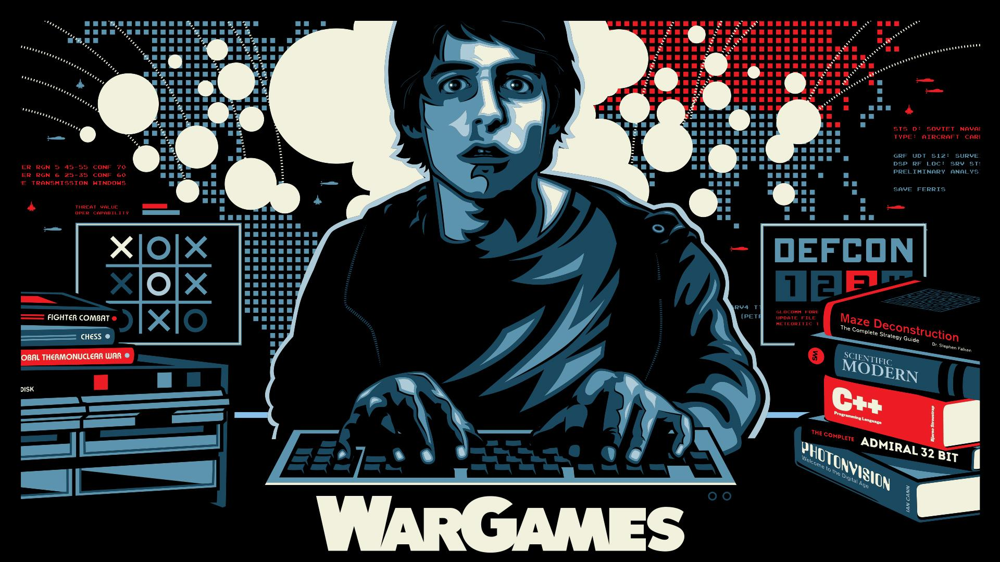 ER RGN 5 45-55 CONF 70
ER RGN 6 25-35 CONF 60
E TRANSMISSION WINDOWS
THREAT VALUE
OPER CAPABILITY
STS D: SOVIET NAVA
TYPE: AIRCRAFT CAR
GRF UDT S12: SURVE
DSP RF LOC: SRV ST
PRELIMINARY ANALYS
SAVE FERRIS
X O X
X O X
O X O
DEFCON
1 2 3
SRV4 T
(PET
GLOCOMM FORE
UPDATE FILE
METEORITIC T
FIGHTER COMBAT
CHESS
OBAL THERMONUCLEAR WAR
DISK
Maze Deconstruction
The Complete Strategy Guide
Dr. Stephen Falken
SM
SCIENTIFIC
MODERN
C++
Programming Language
Bjarne Stroustrup
THE COMPLETE ADMIRAL 32 BIT
PHOTONVISION
Welcome to the Digital Age
IAN CANN
WARGAMES